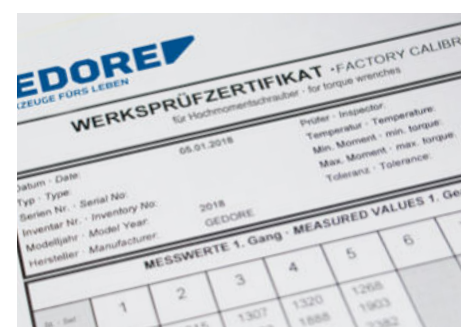 EDORE
ZEUGE FÜRS LEBEN
WERKSPRÜFZERTIFIKAT · FACTORY CALIBR
für Hochmomentschrauber · for torque wrenches
Datum · Date: 05.01.2018
Typ · Type:
Serien Nr. · Serial No:
Inventar Nr. · Inventory No:
Modelljahr · Model Year: 2018
Hersteller · Manufacturer: GEDORE
Prüfer · Inspector:
Temperatur · Temperature:
Min. Moment · min. torque:
Max. Moment · max. torque:
Toleranz · Tolerance:
MESSWERTE 1. Gang · MEASURED VALUES 1. Ge
1 2 3 4 5 6
1307 1320 1268
1888 1903